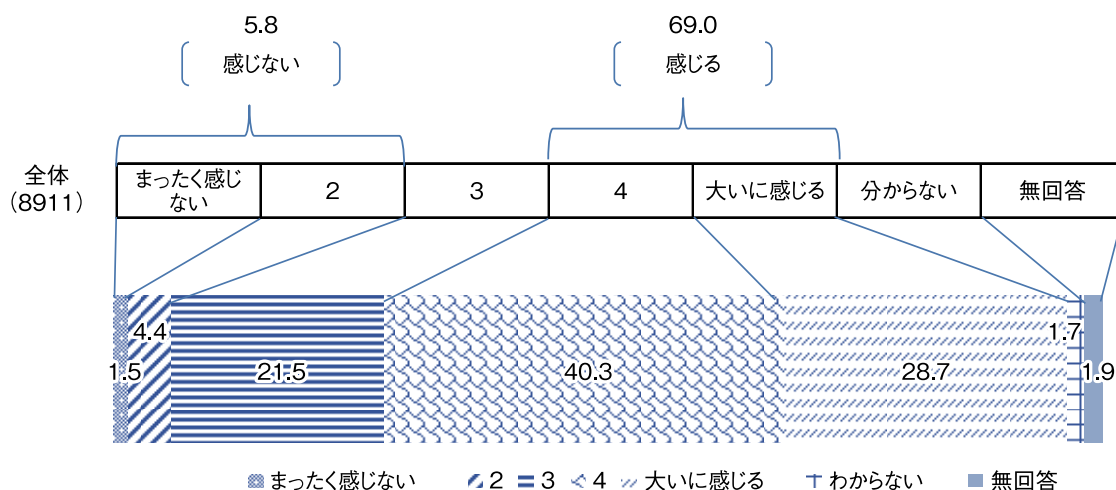 5.8
感じない
69.0
感じる
全体
(8911)
まったく感じ
ない
2
3
4
大いに感じる
分からない
無回答
1.5
4.4
21.5
40.3
28.7
1.7
1.9
まったく感じない 2 3 4 大いに感じる わからない 無回答